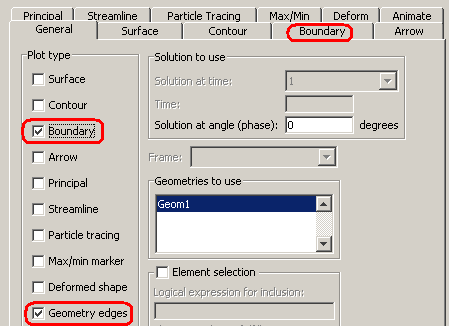 Principal Streamline Particle Tracing Max/Min Deform Animate
General Surface Contour Boundary Arrow
Plot type
Surface
Contour
Boundary
Arrow
Principal
Streamline
Particle tracing
Max/min marker
Deformed shape
Geometry edges
Solution to use
Solution at time: 1
Time:
Solution at angle (phase): 0 degrees
Frame:
Geometries to use
Geom1
Element selection
Logical expression for inclusion: